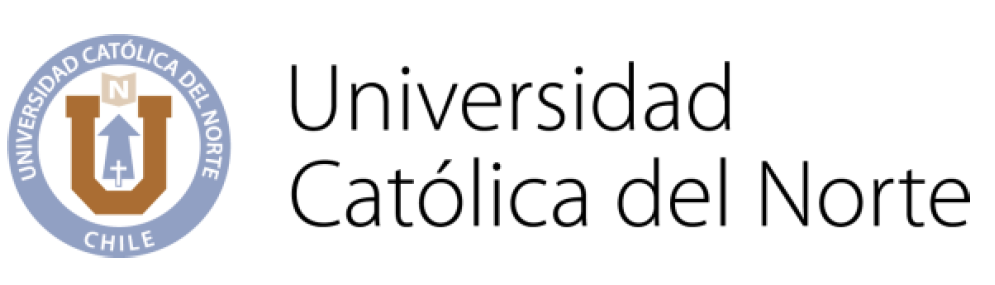 UNIVERSIDAD CATÓLICA DEL NORTE
N
CHILE
Universidad
Católica del Norte